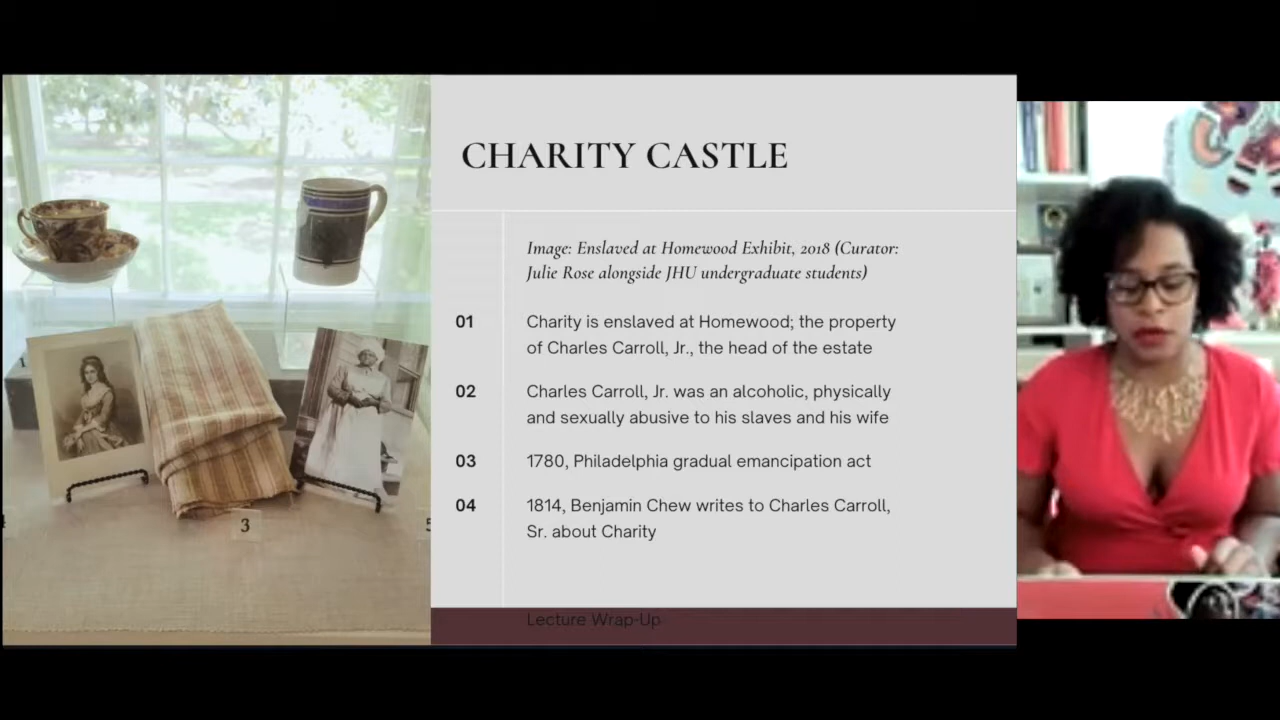 CHARITY CASTLE
Image: Enslaved at Homewood Exhibit, 2018 (Curator:
Julie Rose alongside JHU undergraduate students)
01 Charity is enslaved at Homewood; the property
of Charles Carroll, Jr., the head of the estate
02 Charles Carroll, Jr. was an alcoholic, physically
and sexually abusive to his slaves and his wife
03 1780, Philadelphia gradual emancipation act
04 1814, Benjamin Chew writes to Charles Carroll,
Sr. about Charity
3
Lecture Wrap-Up